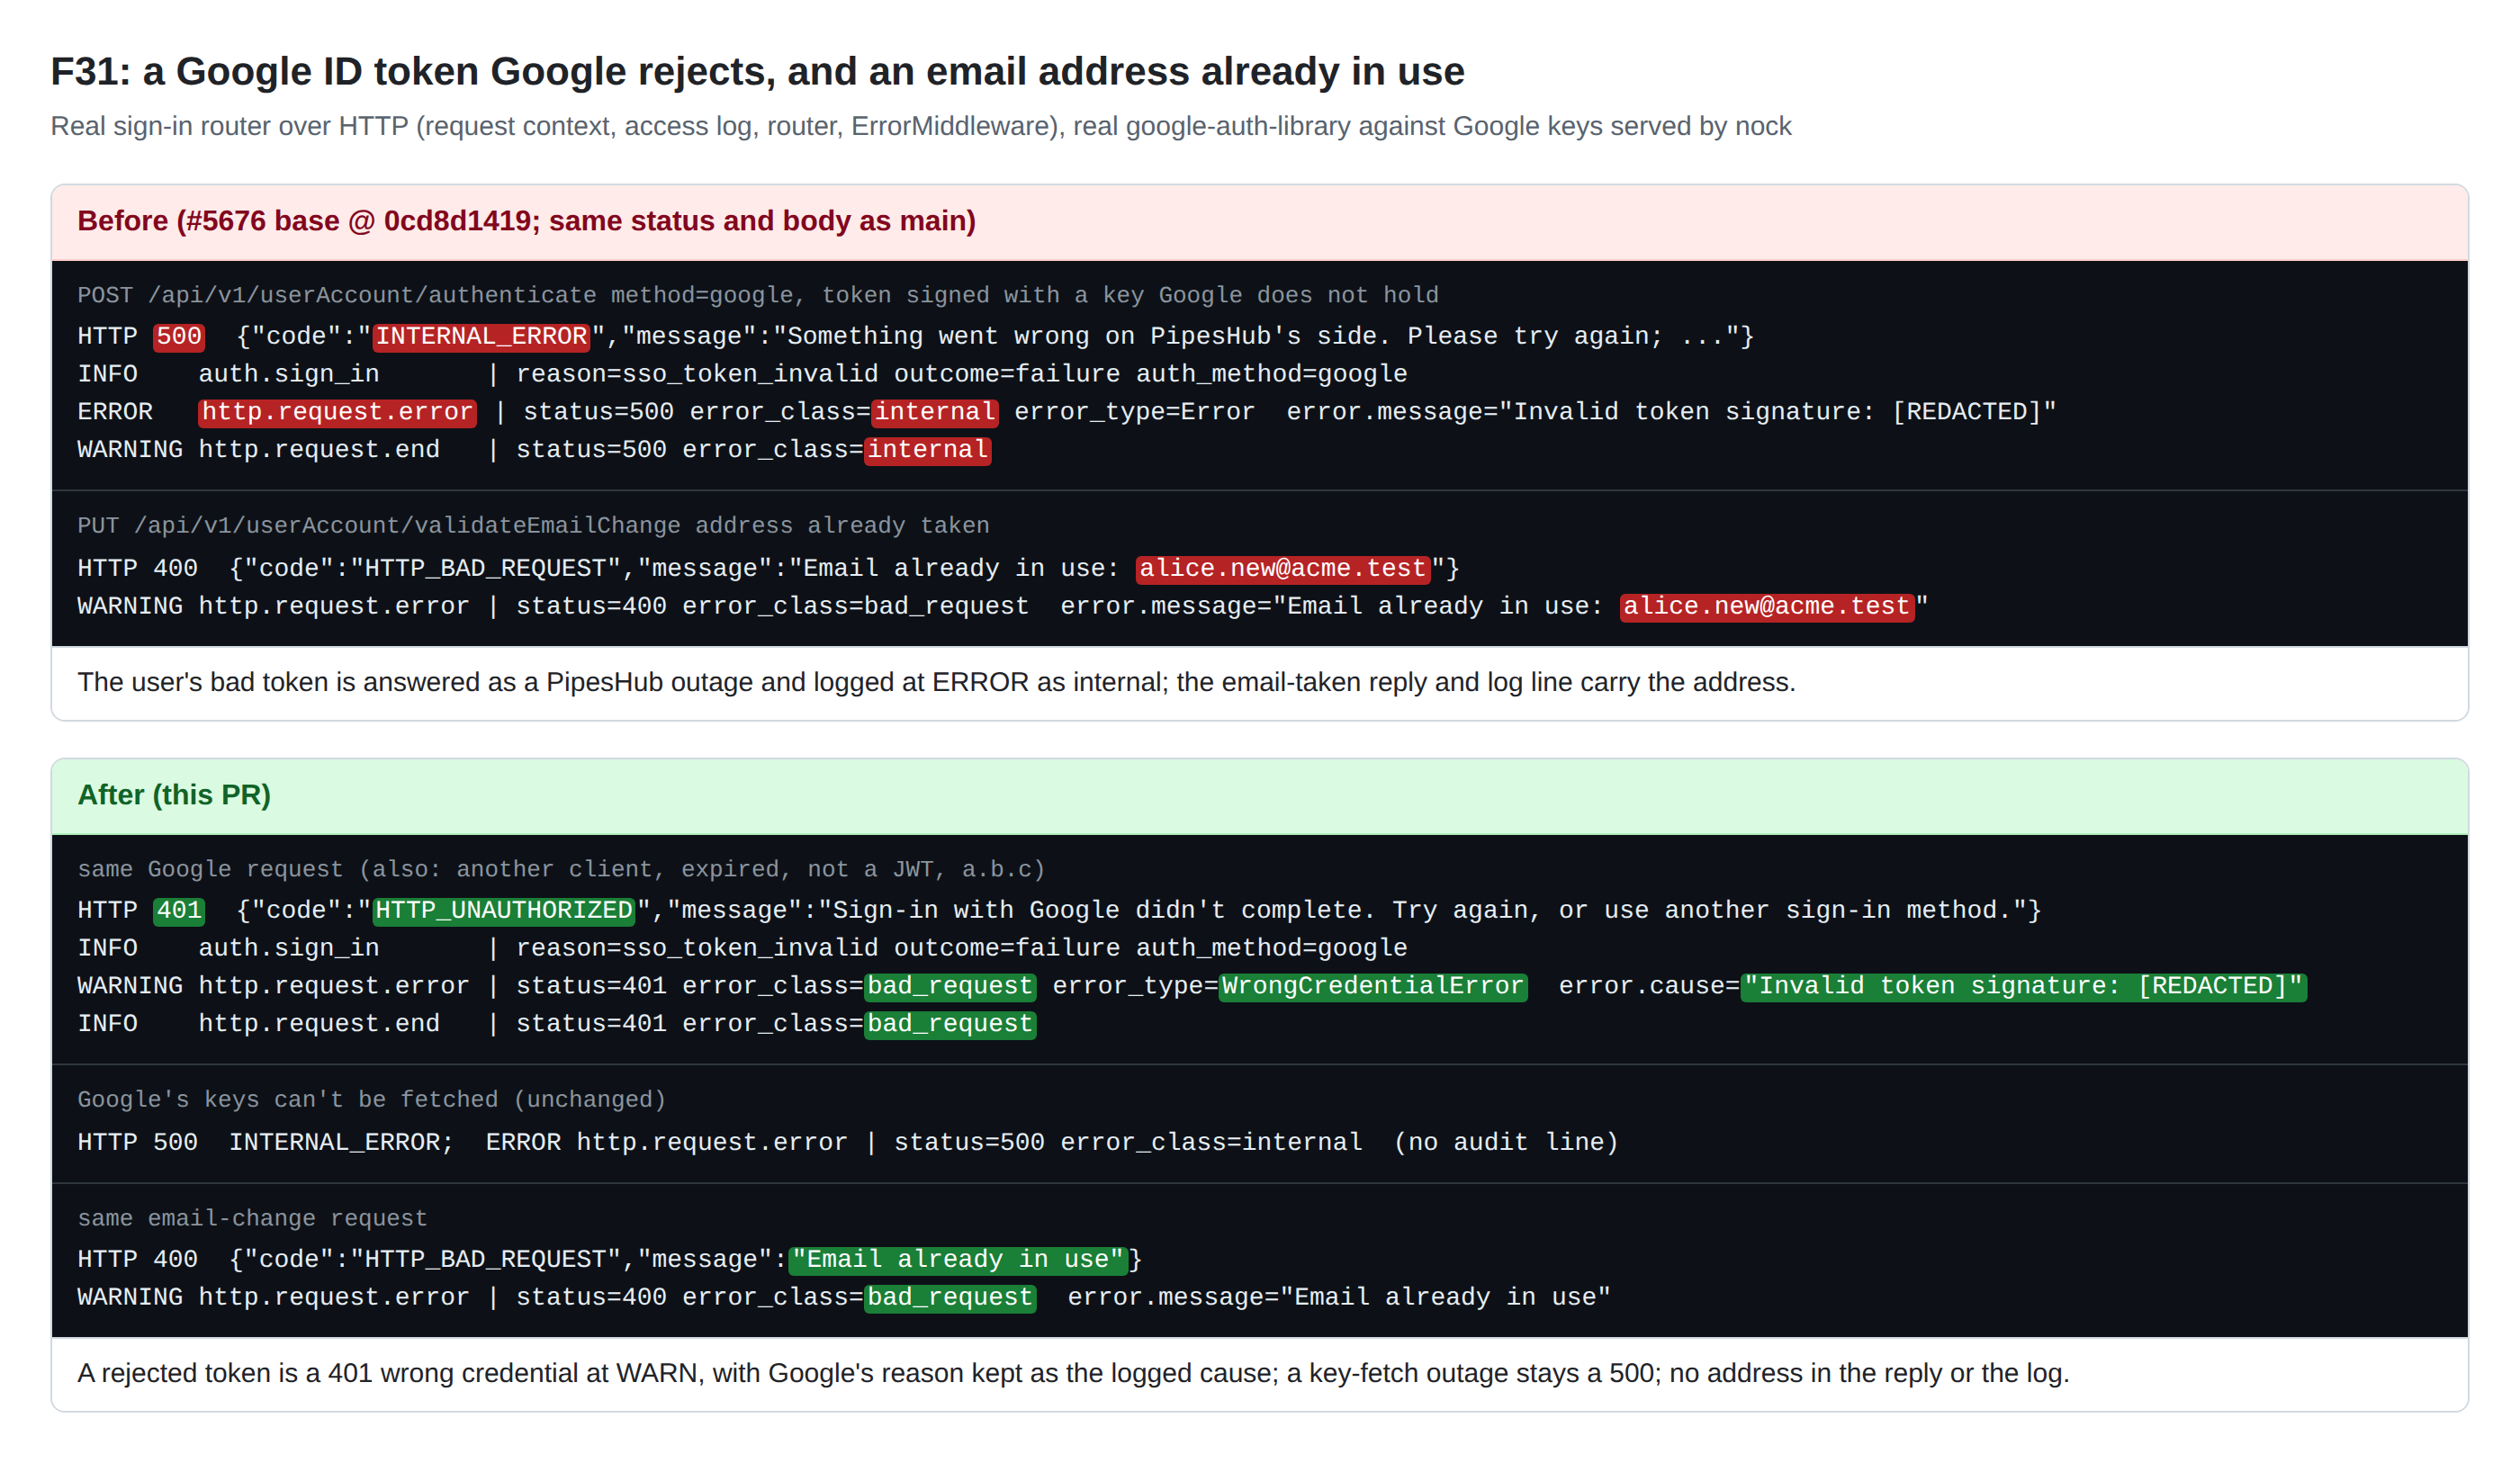 F31: a Google ID token Google rejects, and an email address already in use
Real sign-in router over HTTP (request context, access log, router, ErrorMiddleware), real google-auth-library against Google keys served by nock
Before (#5676 base @ 0cd8d1419; same status and body as main)
POST /api/v1/userAccount/authenticate method=google, token signed with a key Google does not hold
HTTP 500  {"code":"INTERNAL_ERROR","message":"Something went wrong on PipesHub's side. Please try again; ..."}
INFO    auth.sign_in       | reason=sso_token_invalid outcome=failure auth_method=google
ERROR   http.request.error | status=500 error_class=internal error_type=Error  error.message="Invalid token signature: [REDACTED]"
WARNING http.request.end   | status=500 error_class=internal
PUT /api/v1/userAccount/validateEmailChange address already taken
HTTP 400  {"code":"HTTP_BAD_REQUEST","message":"Email already in use: alice.new@acme.test"}
WARNING http.request.error | status=400 error_class=bad_request  error.message="Email already in use: alice.new@acme.test"
The user's bad token is answered as a PipesHub outage and logged at ERROR as internal; the email-taken reply and log line carry the address.
After (this PR)
same Google request (also: another client, expired, not a JWT, a.b.c)
HTTP 401  {"code":"HTTP_UNAUTHORIZED","message":"Sign-in with Google didn't complete. Try again, or use another sign-in method."}
INFO    auth.sign_in       | reason=sso_token_invalid outcome=failure auth_method=google
WARNING http.request.error | status=401 error_class=bad_request error_type=WrongCredentialError  error.cause="Invalid token signature: [REDACTED]"
INFO    http.request.end   | status=401 error_class=bad_request
Google's keys can't be fetched (unchanged)
HTTP 500  INTERNAL_ERROR;  ERROR http.request.error | status=500 error_class=internal  (no audit line)
same email-change request
HTTP 400  {"code":"HTTP_BAD_REQUEST","message":"Email already in use"}
WARNING http.request.error | status=400 error_class=bad_request  error.message="Email already in use"
A rejected token is a 401 wrong credential at WARN, with Google's reason kept as the logged cause; a key-fetch outage stays a 500; no address in the reply or the log.